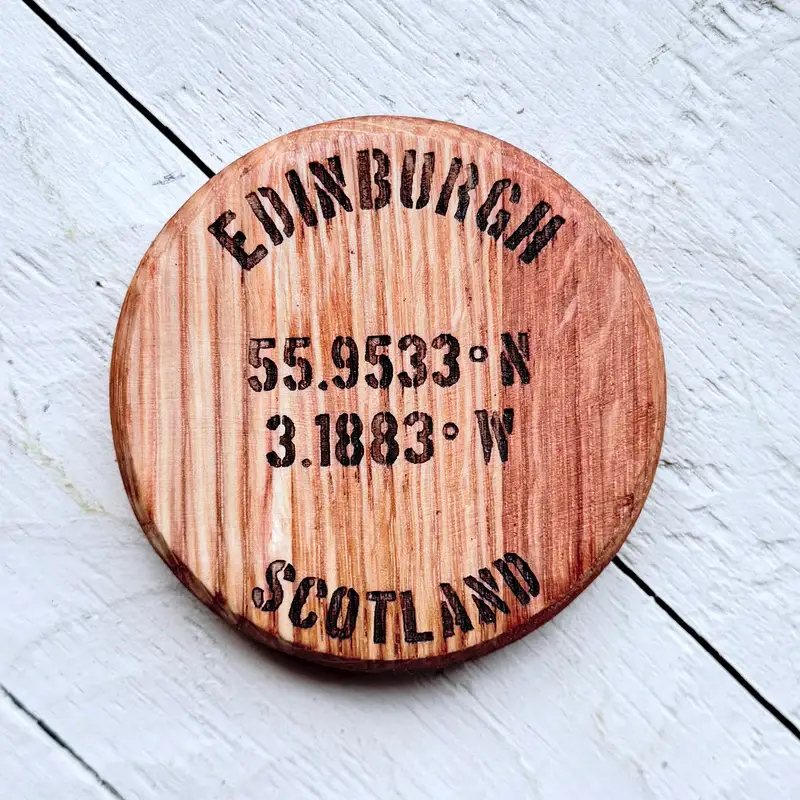 EDINBURGH
55.9533° N
3.1883° W
SCOTLAND